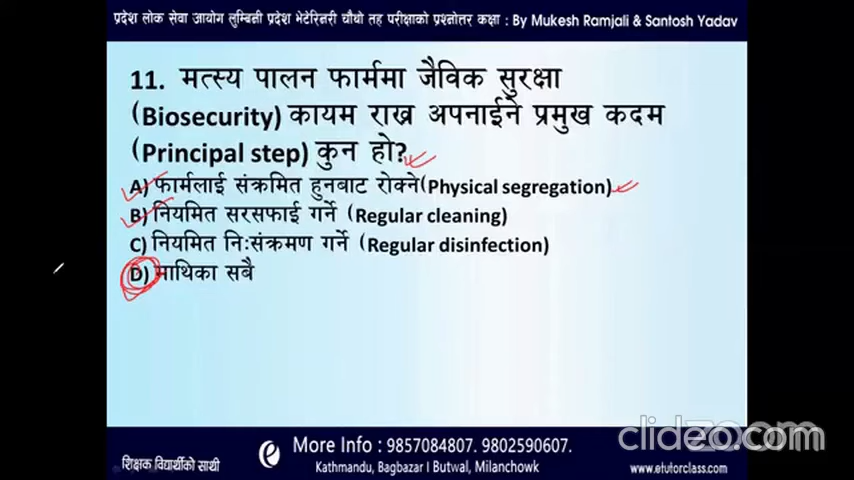 प्रदेश लोक सेवा आयोग लुम्बिनी प्रदेश भेटेरिनरी चौथो तह परीक्षाको प्रश्नोतर कक्षा : By Mukesh Ramjali & Santosh Yadav
11. मत्स्य पालन फार्ममा जैविक सुरक्षा
(Biosecurity) कायम राख्न अपनाईने प्रमुख कदम
(Principal step) कुन हो?
A) फार्मलाई संक्रमित हुनबाट रोक्ने(Physical segregation)
B) नियमित सरसफाई गर्ने (Regular cleaning)
C) नियमित निःसंक्रमण गर्ने (Regular disinfection)
D) माथिका सबै
शिक्षक विद्यार्थीको साथी
More Info : 9857084807. 9802590607.
Kathmandu, Bagbazar I Butwal, Milanchowk
www.etutorclass.com
clideo.com